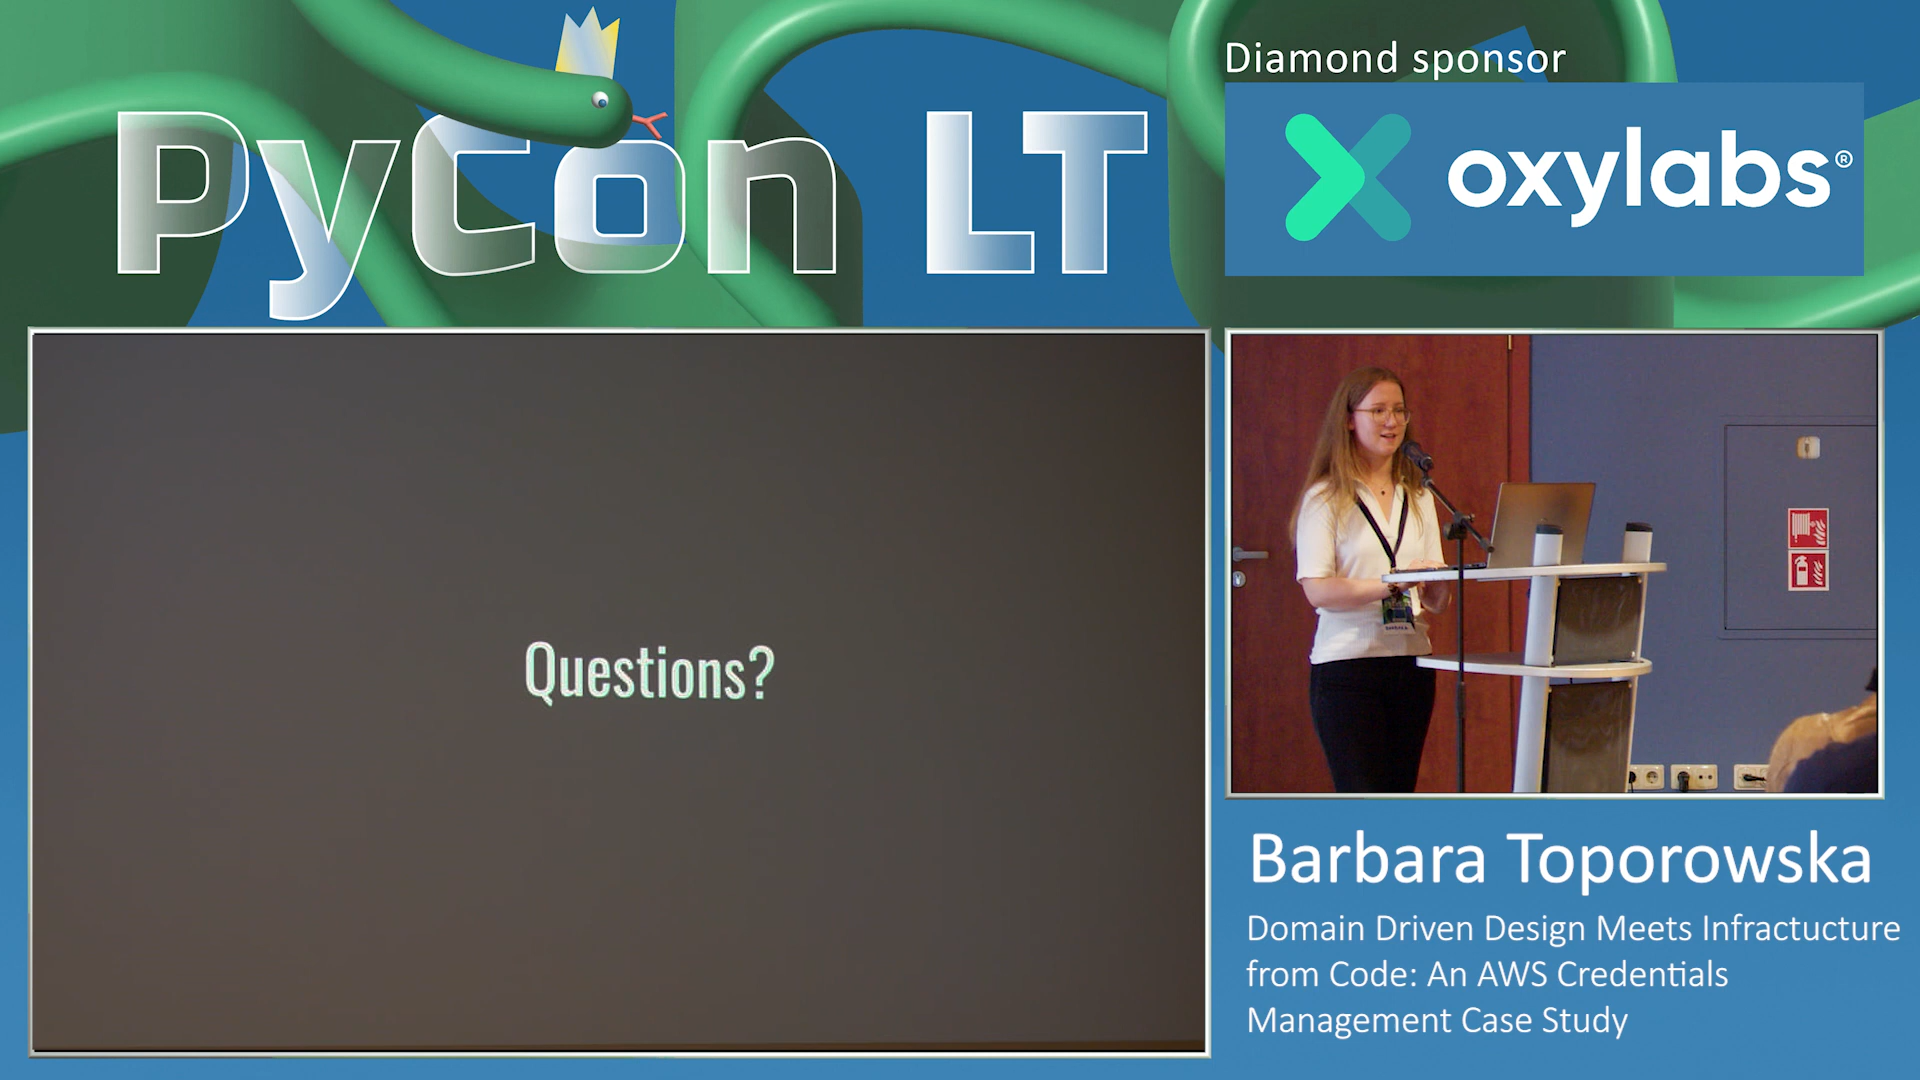 PyCon LT
Diamond sponsor
oxylabs®
Questions?
Barbara Toporowska
Domain Driven Design Meets Infractucture
from Code: An AWS Credentials
Management Case Study